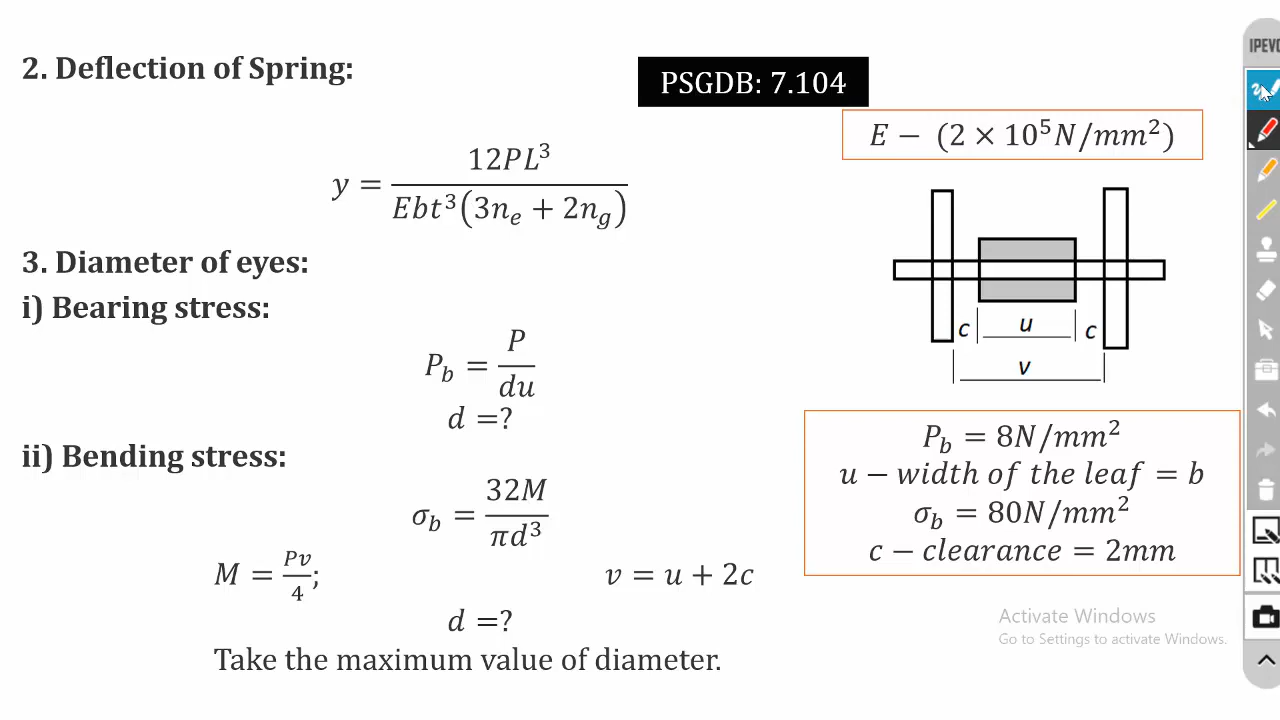 2. Deflection of Spring:
PSGDB: 7.104
E − (2 × 10⁵N/mm²)
y = 12PL³ / Ebt³(3nₑ + 2n_g)
3. Diameter of eyes:
i) Bearing stress:
P_b = P / du
d =?
ii) Bending stress:
σ_b = 32M / πd³
M = Pv / 4; v = u + 2c
d =?
Take the maximum value of diameter.
c u c
v
P_b = 8N/mm²
u − width of the leaf = b
σ_b = 80N/mm²
c − clearance = 2mm
Activate Windows
Go to Settings to activate Windows.
IPEVO